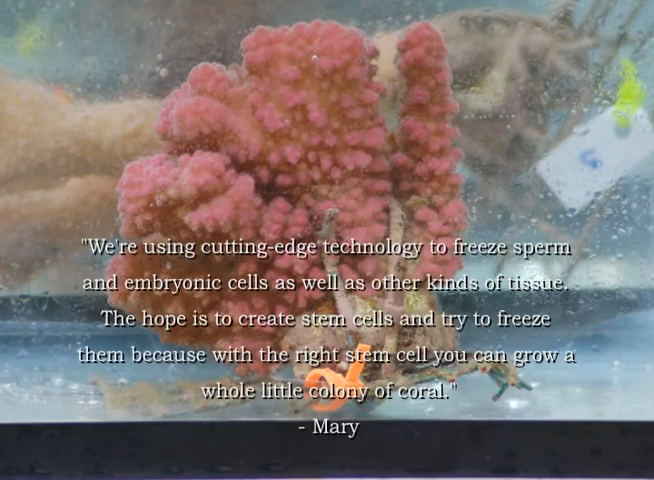 "We're using cutting-edge technology to freeze sperm
and embryonic cells as well as other kinds of tissue.
The hope is to create stem cells and try to freeze
them because with the right stem cell you can grow a
whole little colony of coral."
- Mary